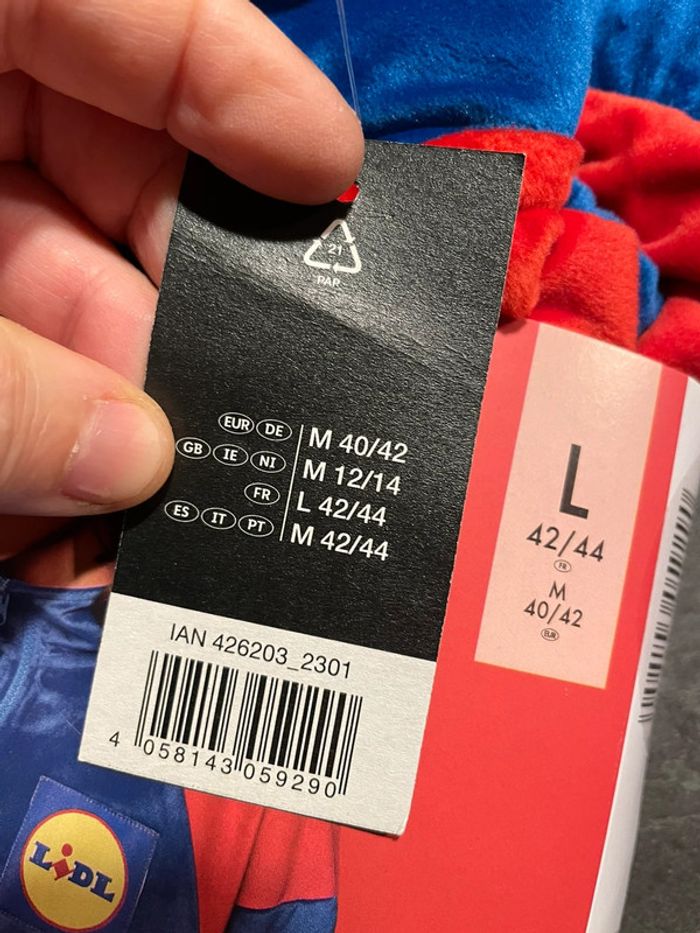 21
PAP
EUR DE M 40/42
GB IE NI M 12/14
FR L 42/44
ES IT PT M 42/44
IAN 426203_2301
4 058143 059290
L
42/44
FR
M
40/42
EUR
LiDL